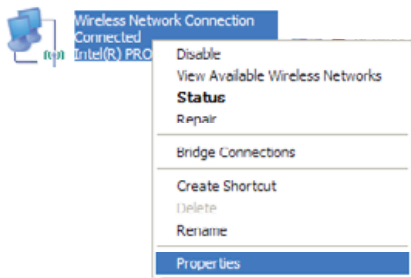 Wireless Network Connection
Connected
Intel(R) PRO
Disable
View Available Wireless Networks
Status
Repair
Bridge Connections
Create Shortcut
Delete
Rename
Properties